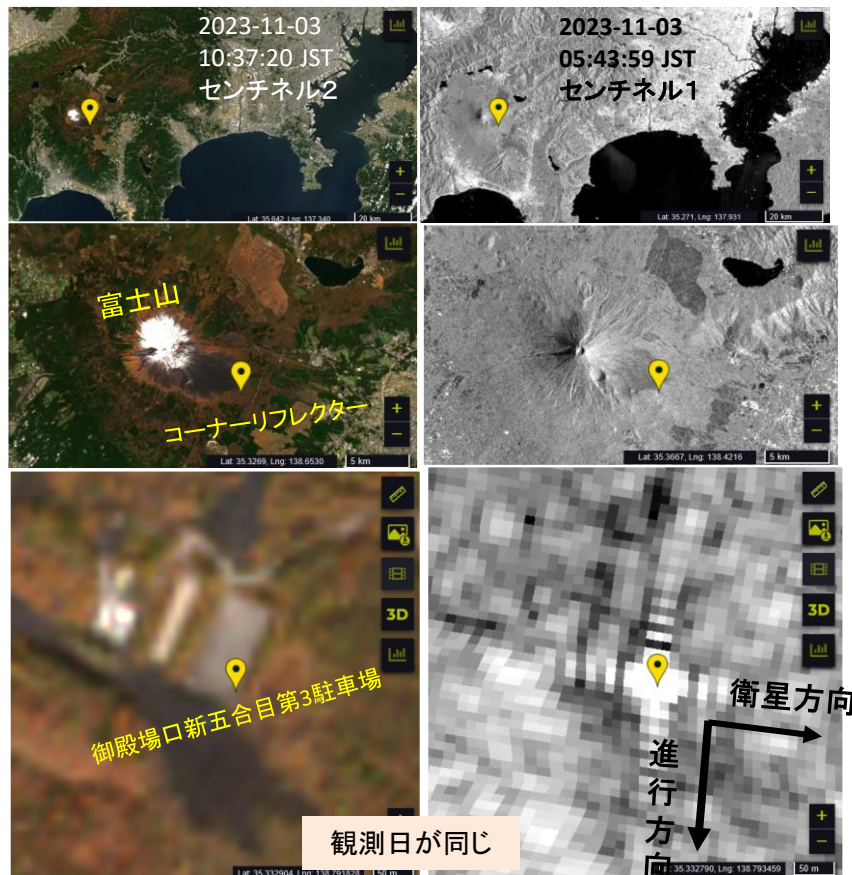 2023-11-03
10:37:20 JST
センチネル２
Lat: 35.642, Lng: 137.340
20 km
2023-11-03
05:43:59 JST
センチネル１
Lat: 35.271, Lng: 137.931
20 km
富士山
コーナーリフレクター
Lat: 35.3269, Lng: 138.6530
5 km
Lat: 35.3667, Lng: 138.4216
5 km
3D
御殿場口新五合目第3駐車場
Lat: 35.332904, Lng: 138.791828
50 m
3D
衛星方向
進行方向
35.332790, Lng: 138.793459
50 m
観測日が同じ